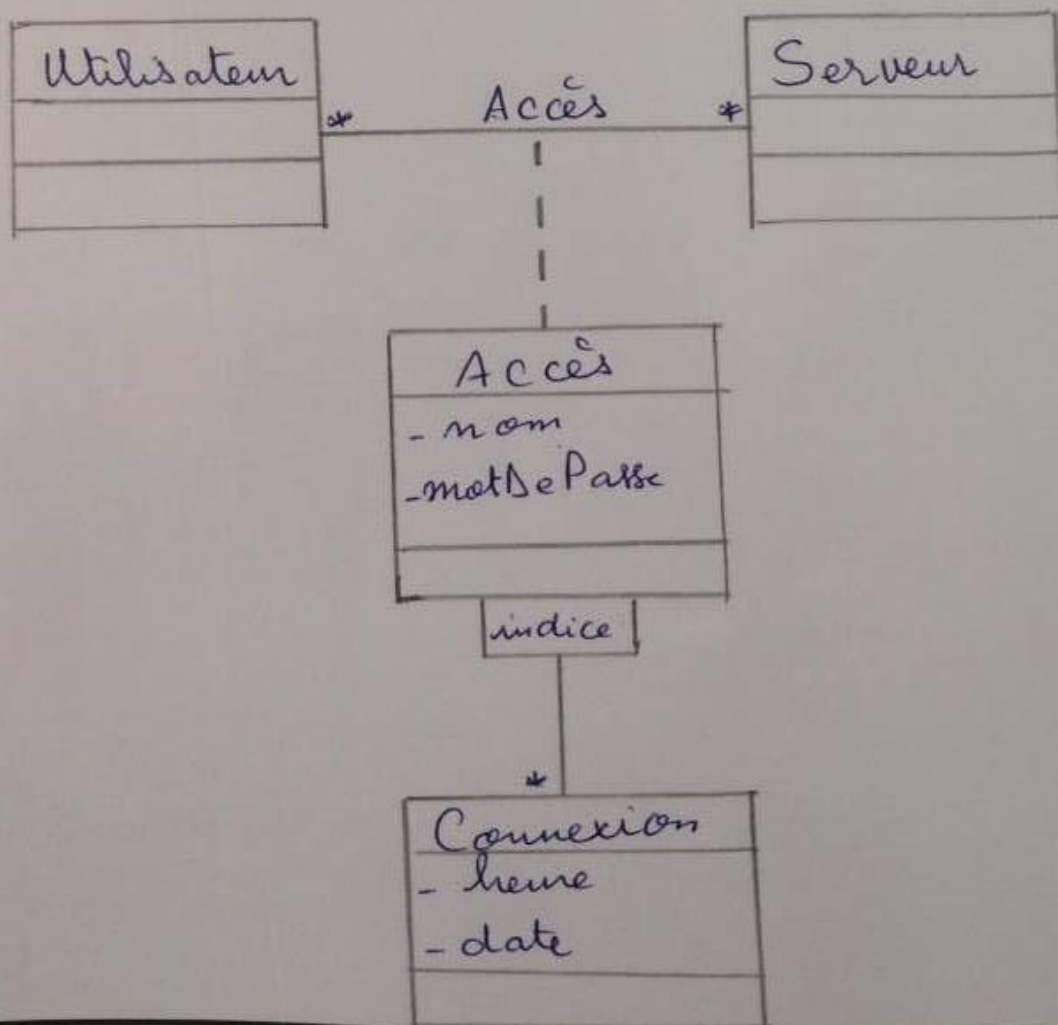 Utilisateur
* Accès *
Serveur
Accès
- nom
- motDePasse
indice
*
Connexion
- heure
- date